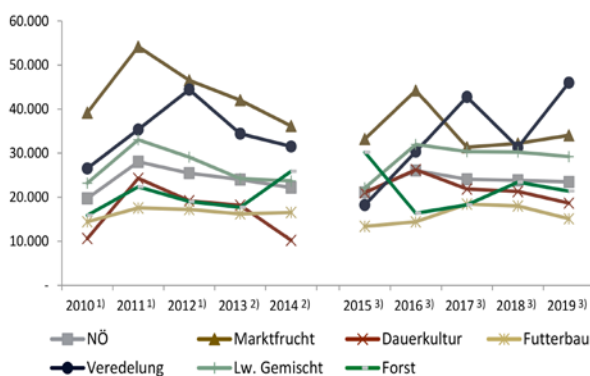 60.000
50.000
40.000
30.000
20.000
10.000
-
2010 1) 2011 1) 2012 1) 2013 2) 2014 2) 2015 3) 2016 3) 2017 3) 2018 3) 2019 3)
NÖ Marktfrucht Dauerkultur Futterbau
Veredelung Lw. Gemischt Forst